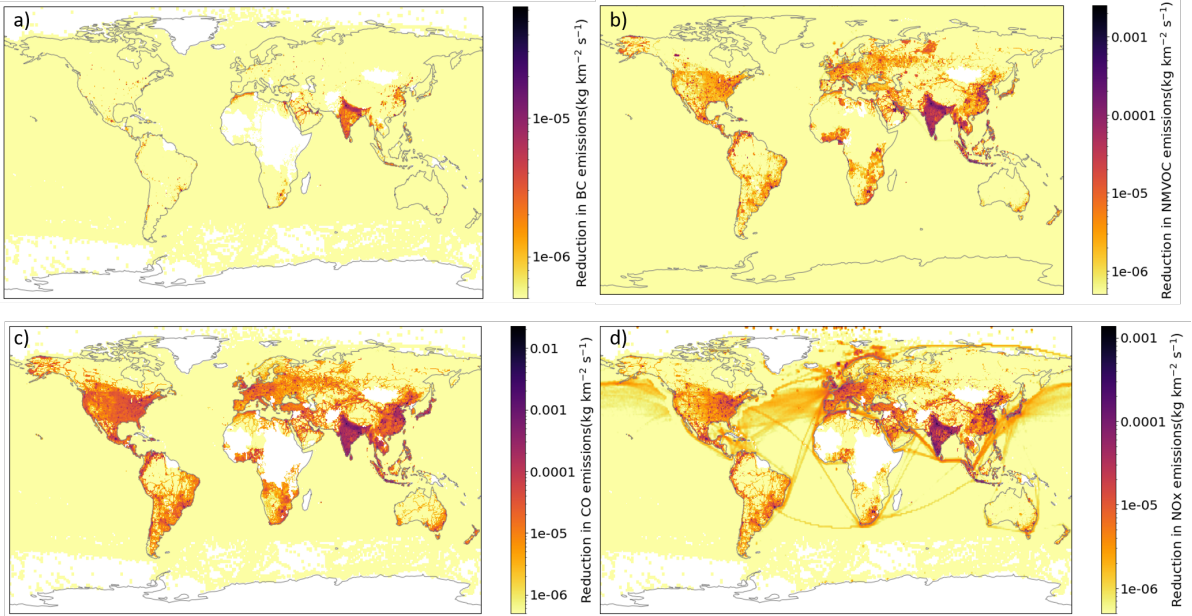 a)
1e-05
1e-06
Reduction in BC emissions(kg km⁻² s⁻¹)
b)
0.001
0.0001
1e-05
1e-06
Reduction in NMVOC emissions(kg km⁻² s⁻¹)
c)
0.01
0.001
0.0001
1e-05
1e-06
Reduction in CO emissions(kg km⁻² s⁻¹)
d)
0.001
0.0001
1e-05
1e-06
Reduction in NOx emissions(kg km⁻² s⁻¹)